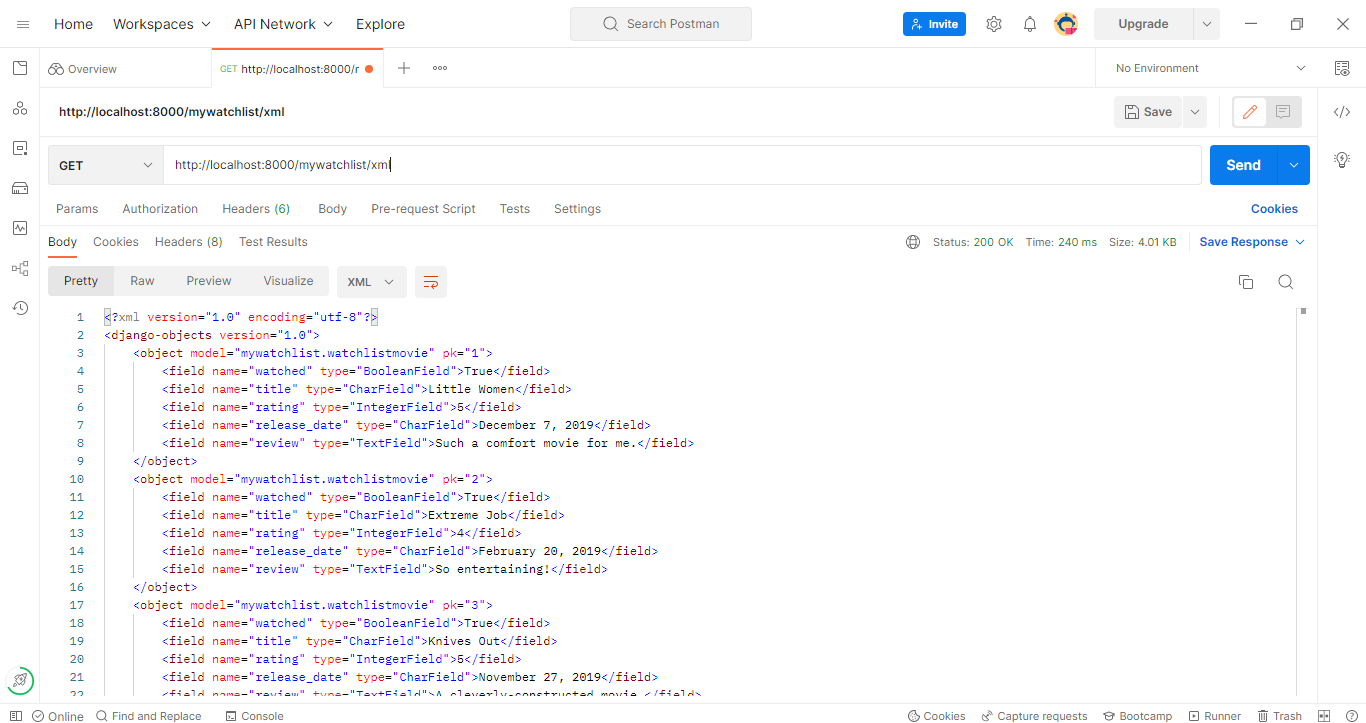 Home Workspaces API Network Explore Search Postman Invite Upgrade
Overview GET http://localhost:8000/r No Environment
http://localhost:8000/mywatchlist/xml Save
GET http://localhost:8000/mywatchlist/xml Send
Params Authorization Headers (6) Body Pre-request Script Tests Settings Cookies
Body Cookies Headers (8) Test Results Status: 200 OK Time: 240 ms Size: 4.01 KB Save Response
Pretty Raw Preview Visualize XML
1 <?xml version="1.0" encoding="utf-8"?>
2 <django-objects version="1.0">
3 <object model="mywatchlist.watchlistmovie" pk="1">
4 <field name="watched" type="BooleanField">True</field>
5 <field name="title" type="CharField">Little Women</field>
6 <field name="rating" type="IntegerField">5</field>
7 <field name="release_date" type="CharField">December 7, 2019</field>
8 <field name="review" type="TextField">Such a comfort movie for me.</field>
9 </object>
10 <object model="mywatchlist.watchlistmovie" pk="2">
11 <field name="watched" type="BooleanField">True</field>
12 <field name="title" type="CharField">Extreme Job</field>
13 <field name="rating" type="IntegerField">4</field>
14 <field name="release_date" type="CharField">February 20, 2019</field>
15 <field name="review" type="TextField">So entertaining!</field>
16 </object>
17 <object model="mywatchlist.watchlistmovie" pk="3">
18 <field name="watched" type="BooleanField">True</field>
19 <field name="title" type="CharField">Knives Out</field>
20 <field name="rating" type="IntegerField">5</field>
21 <field name="release_date" type="CharField">November 27, 2019</field>
22 <field name="review" type="TextField">A cleverly-constructed movie.</field>
Online Find and Replace Console Cookies Capture requests Bootcamp Runner Trash